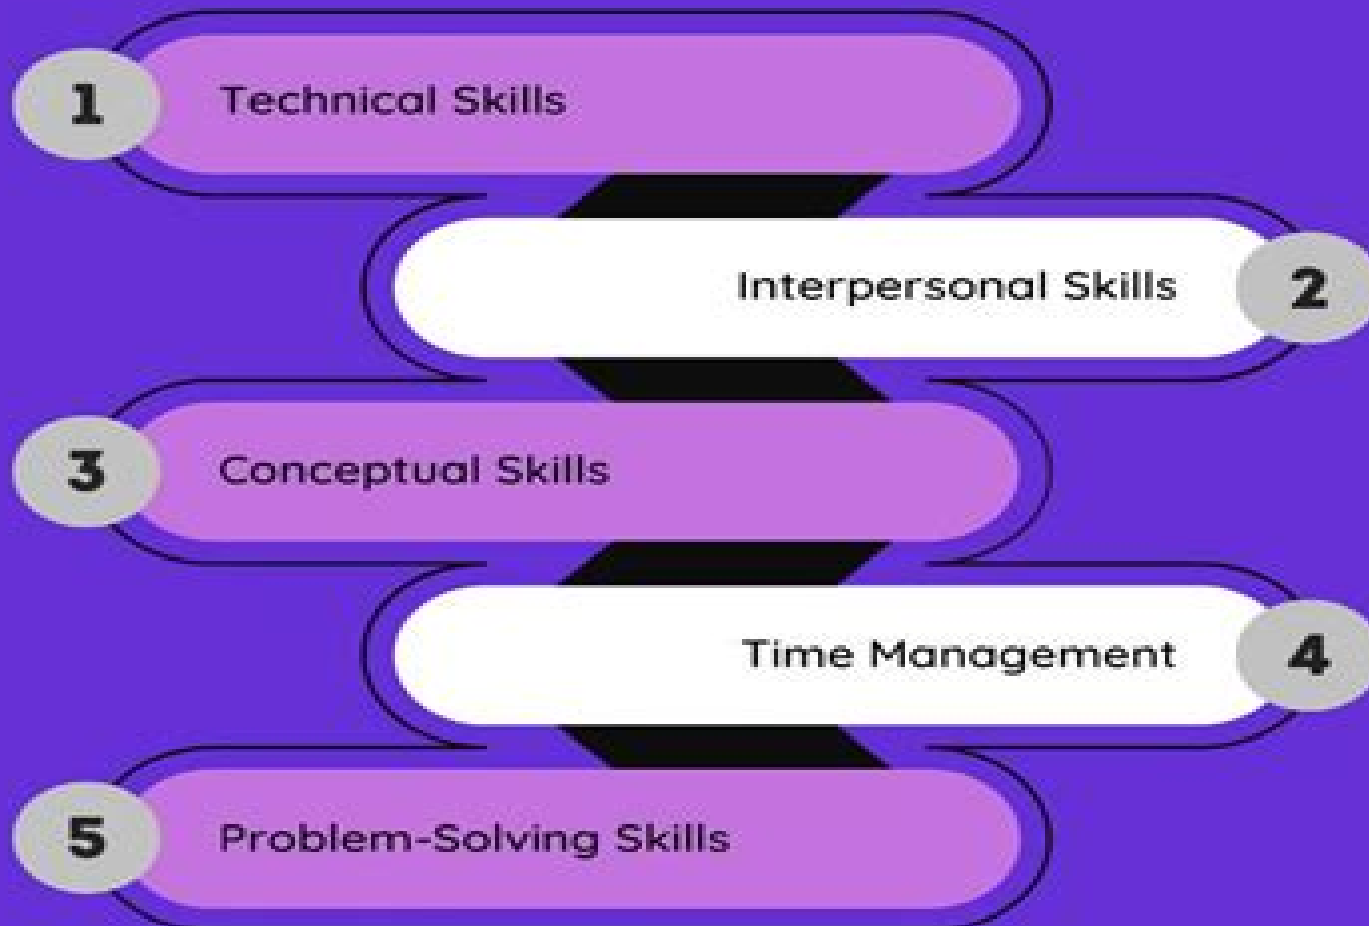 1 Technical Skills
Interpersonal Skills 2
3 Conceptual Skills
Time Management 4
5 Problem-Solving Skills